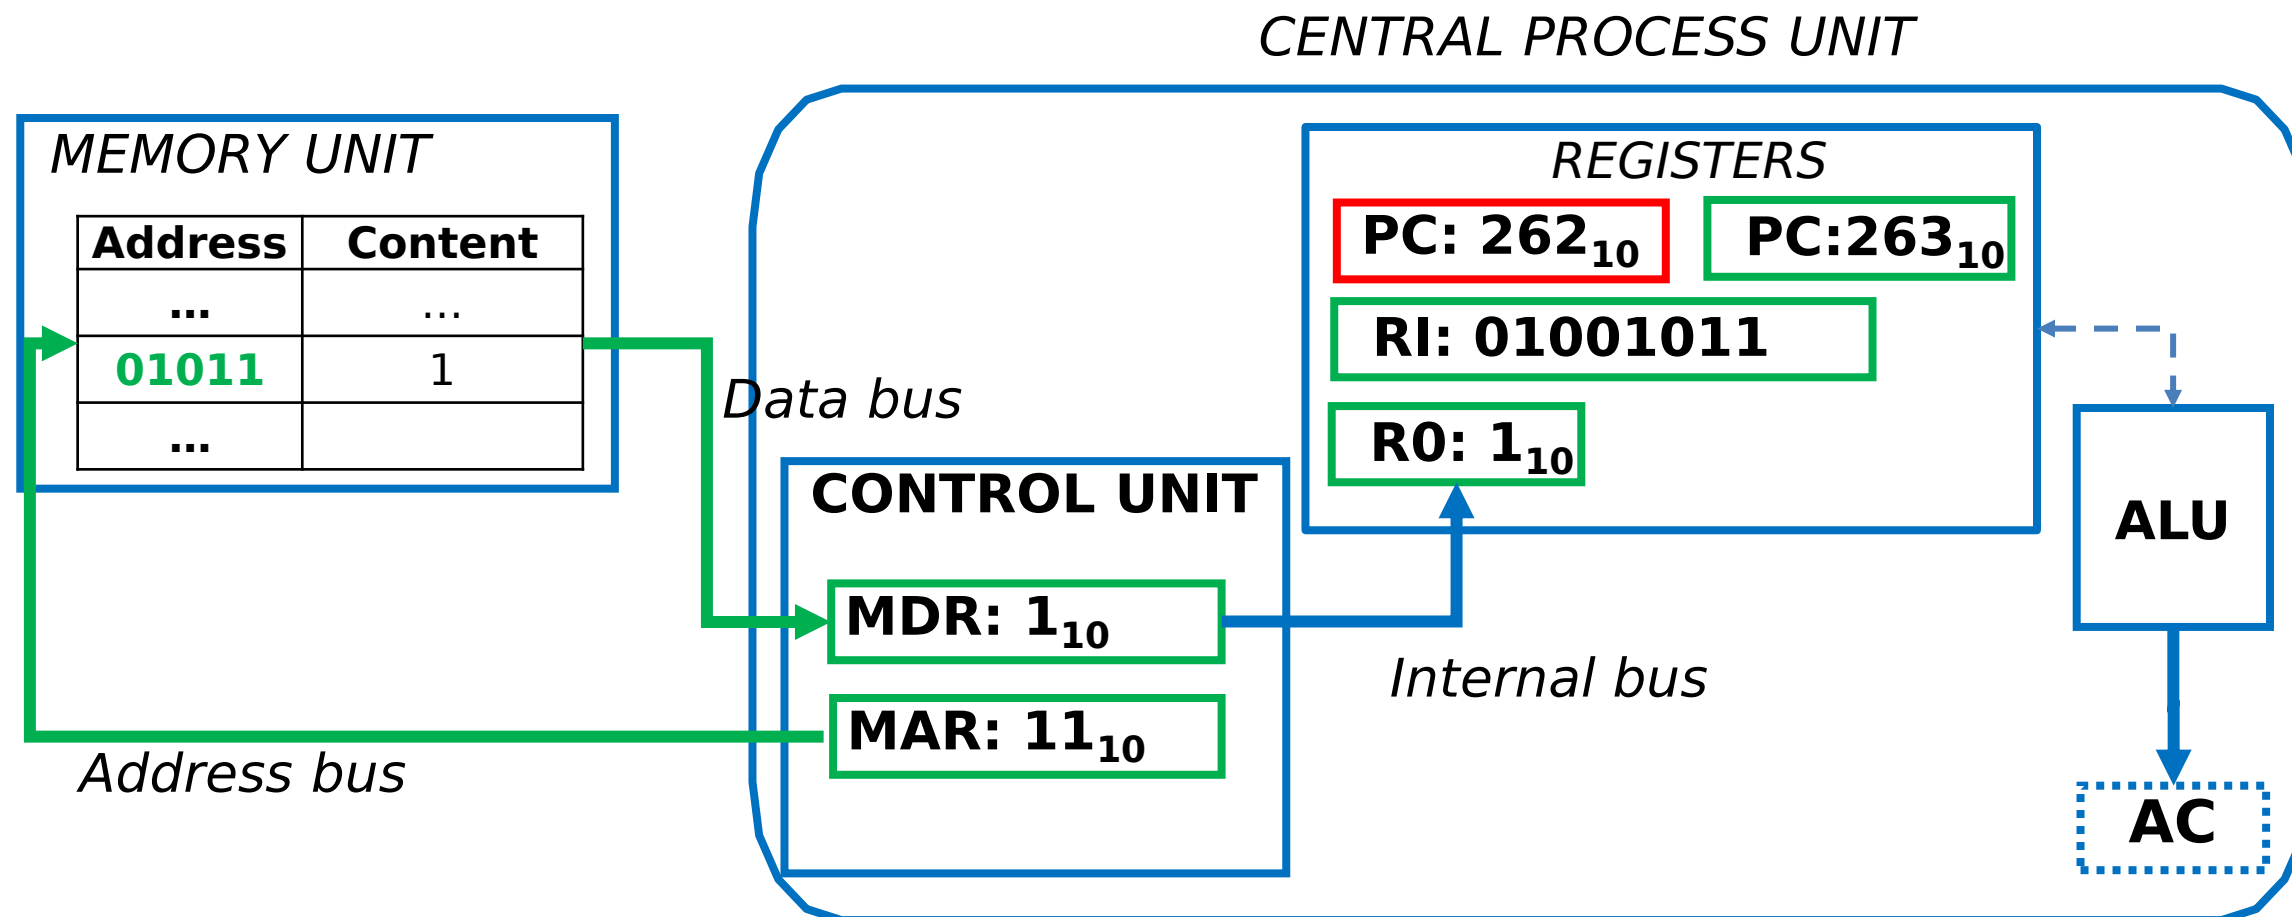 CENTRAL PROCESS UNIT
MEMORY UNIT
Address Content
... ...
01011 1
...
Data bus
Address bus
CONTROL UNIT
MDR: 1₁₀
MAR: 11₁₀
REGISTERS
PC: 262₁₀ PC:263₁₀
RI: 01001011
R0: 1₁₀
Internal bus
ALU
AC